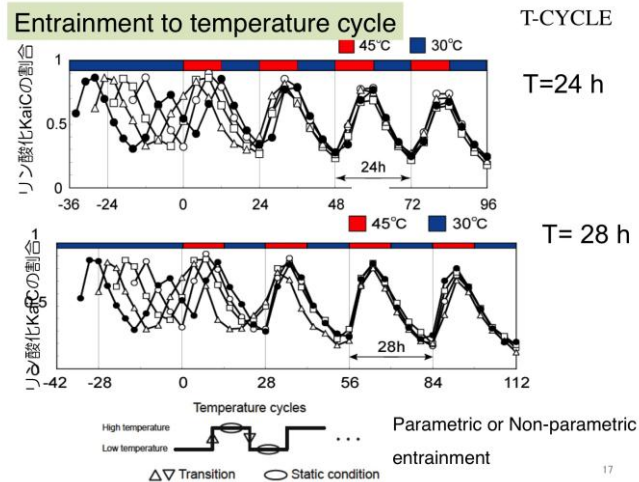 Entrainment to temperature cycle
T-CYCLE
45℃ 30℃
T=24 h
リン酸化KaiCの割合
1
0.5
0
24h
-36 -24 0 24 48 72 96
45℃ 30℃
T= 28 h
リン酸化KaiCの割合
1
0.5
0
28h
-42 -28 0 28 56 84 112
Temperature cycles
High temperature
Low temperature
...
Transition Static condition
Parametric or Non-parametric
entrainment
17